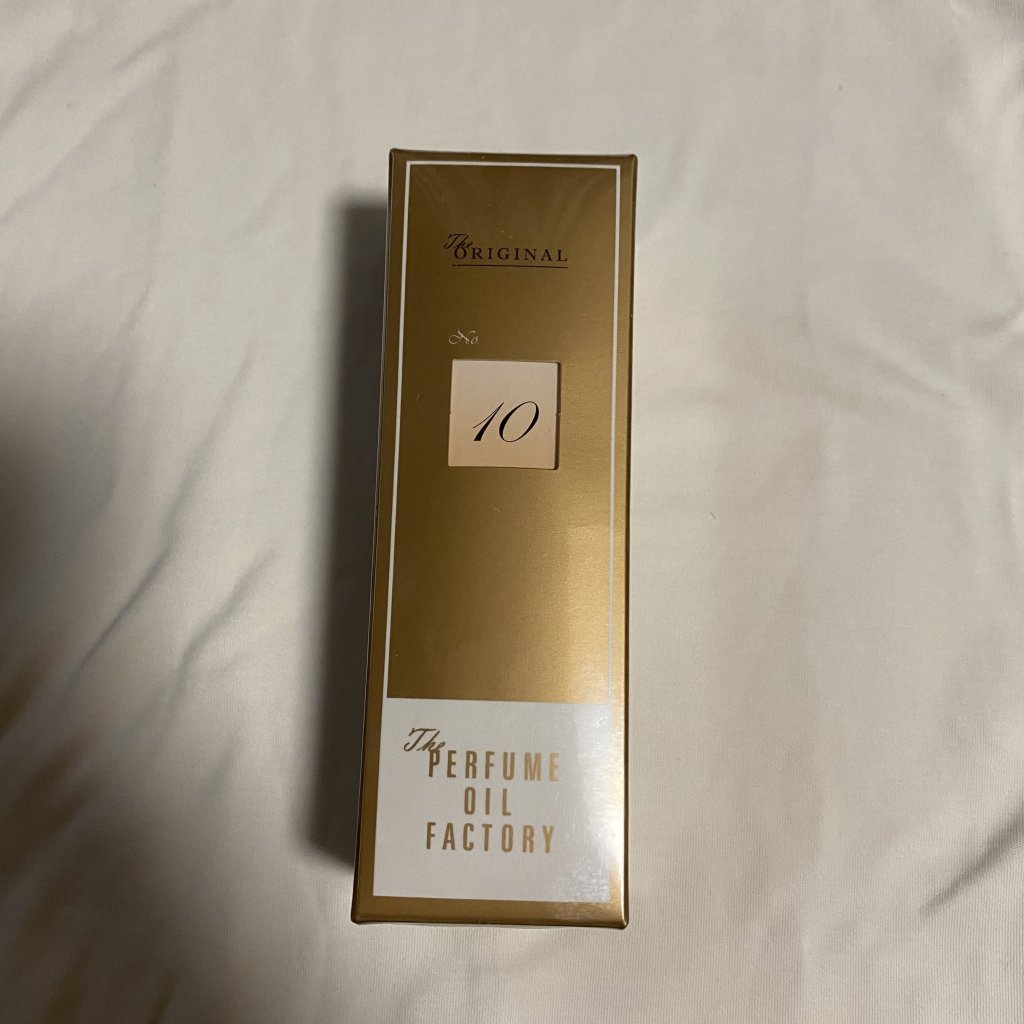 The
ORIGINAL
No
10
The
PERFUME
OIL
FACTORY